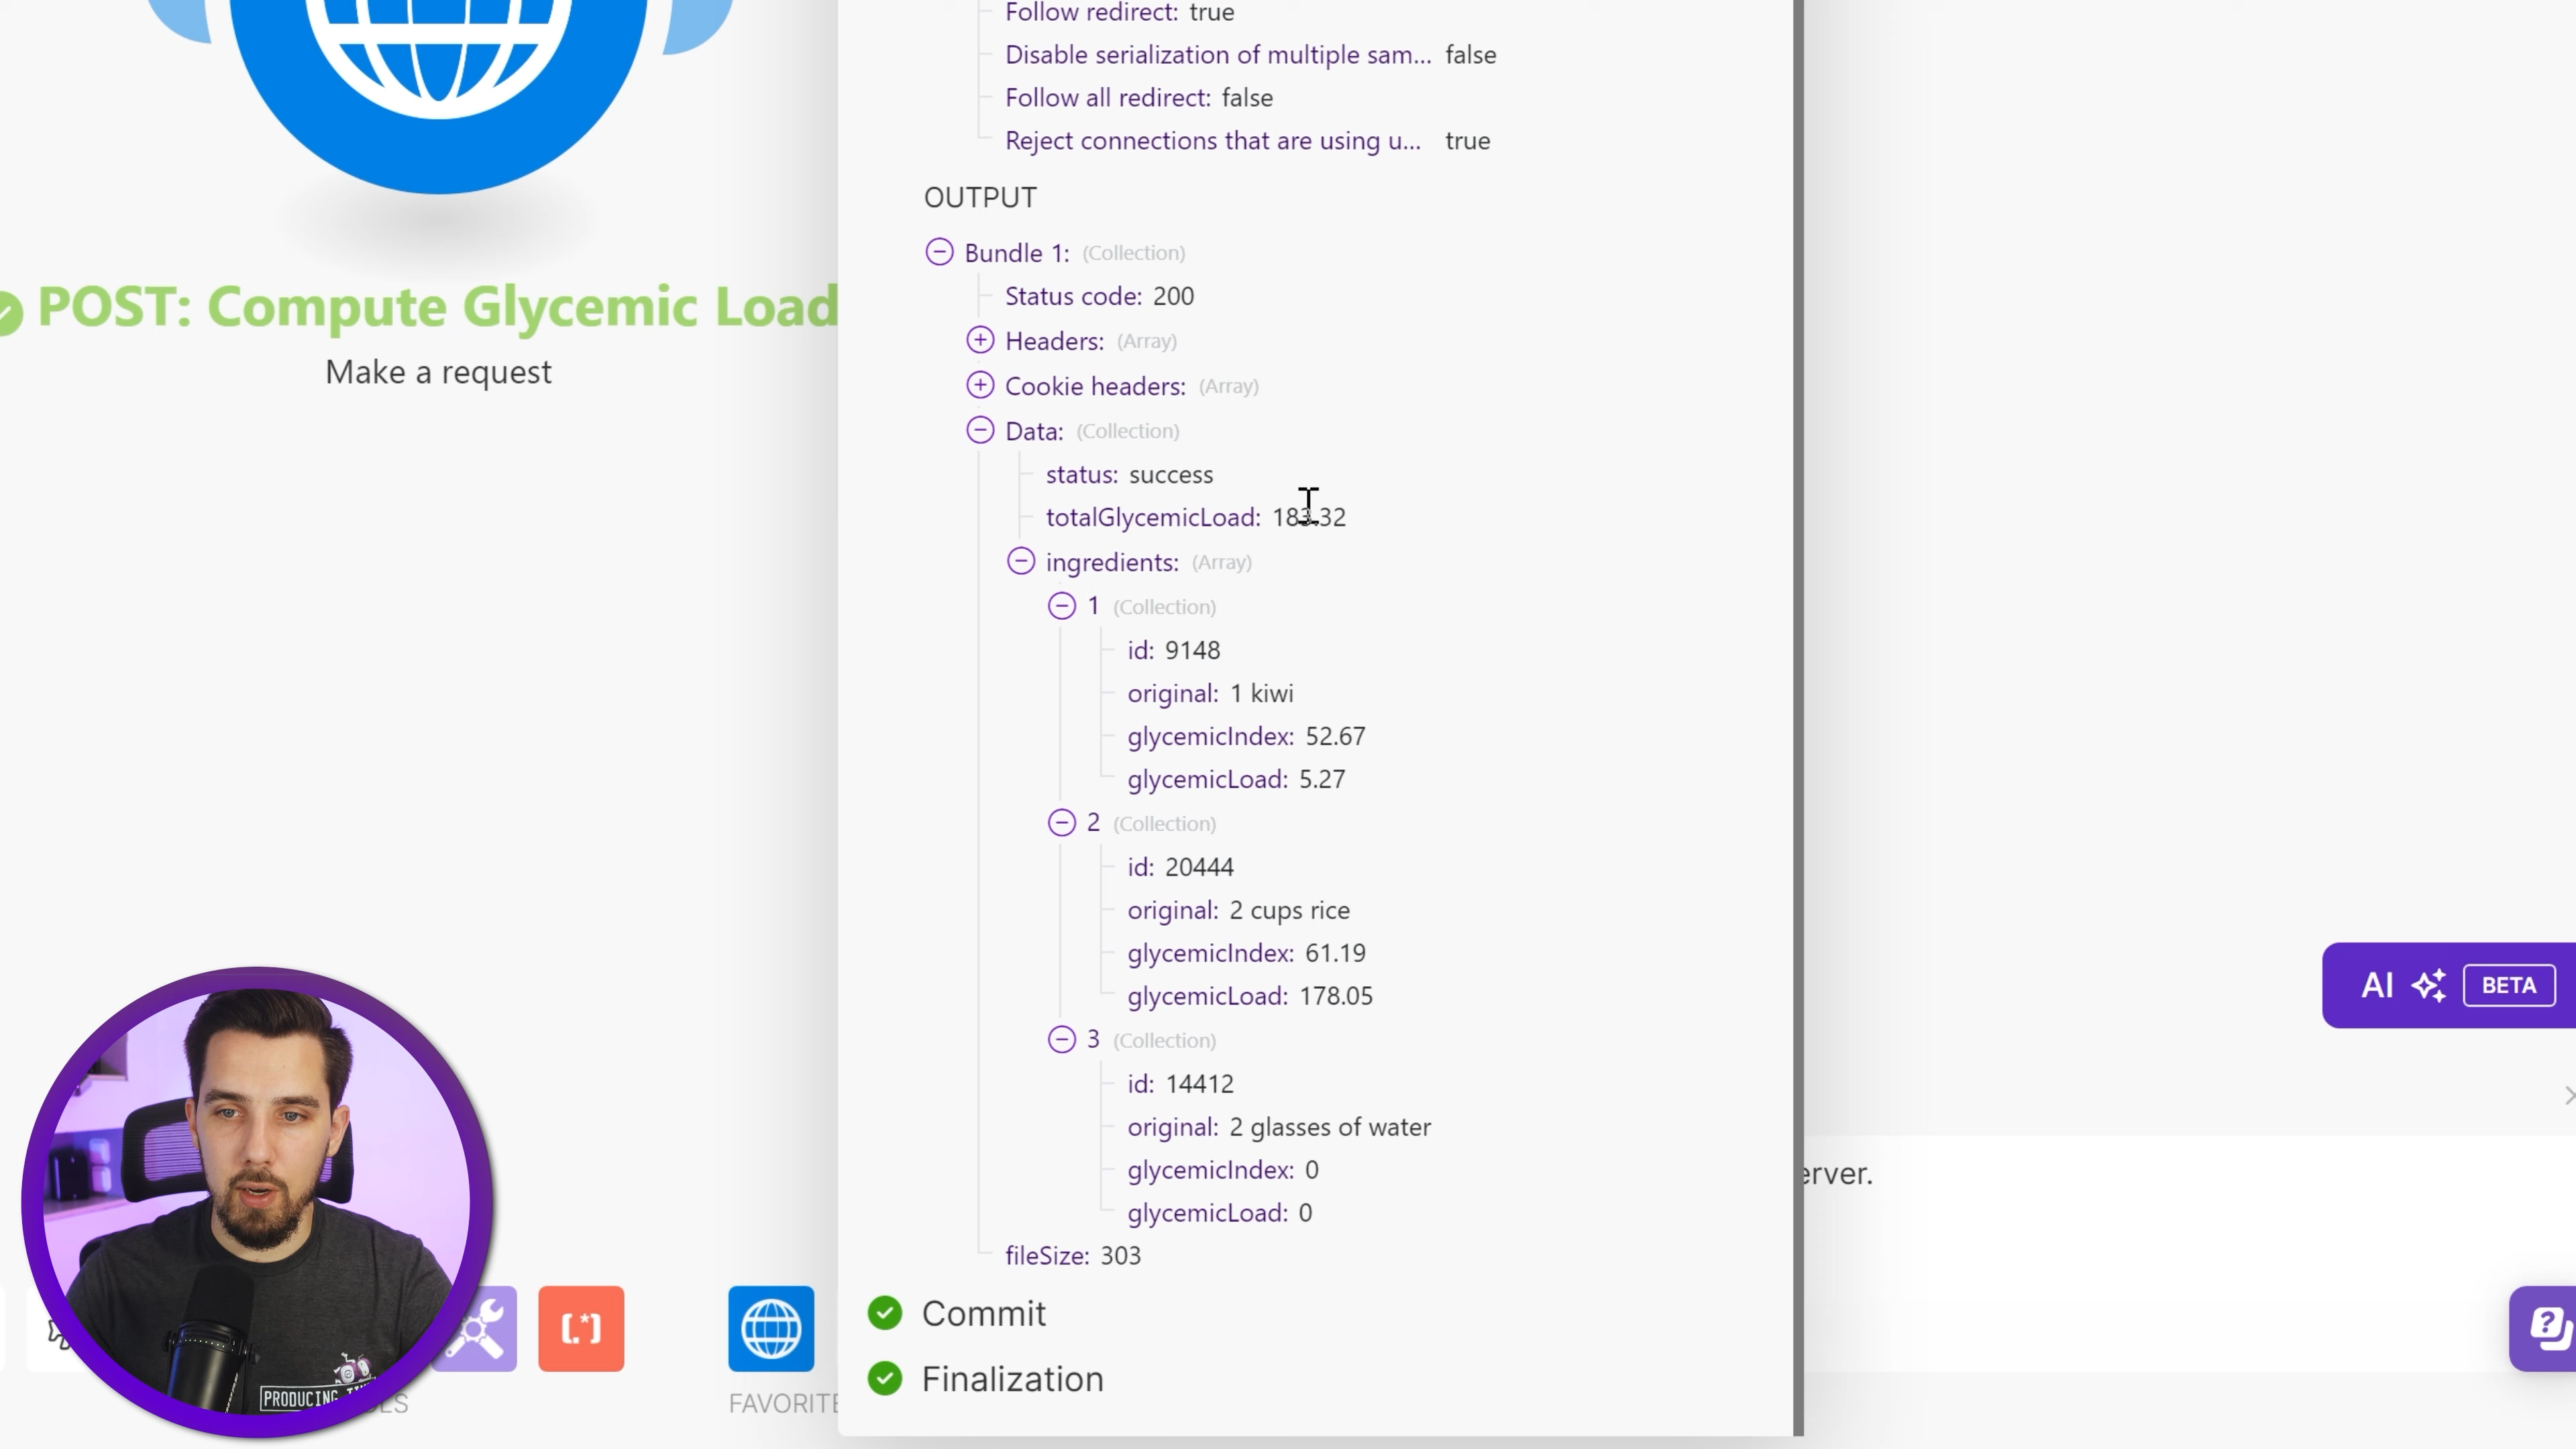 Follow redirect: true
Disable serialization of multiple sam... false
Follow all redirect: false
Reject connections that are using u... true
OUTPUT
Bundle 1: (Collection)
Status code: 200
Headers: (Array)
Cookie headers: (Array)
Data: (Collection)
status: success
totalGlycemicLoad: 183.32
ingredients: (Array)
1 (Collection)
id: 9148
original: 1 kiwi
glycemicIndex: 52.67
glycemicLoad: 5.27
2 (Collection)
id: 20444
original: 2 cups rice
glycemicIndex: 61.19
glycemicLoad: 178.05
3 (Collection)
id: 14412
original: 2 glasses of water
glycemicIndex: 0
glycemicLoad: 0
fileSize: 303
Commit
Finalization
POST: Compute Glycemic Load
Make a request
AI BETA
erver.
[.*]
FAVORITE
PRODUCING